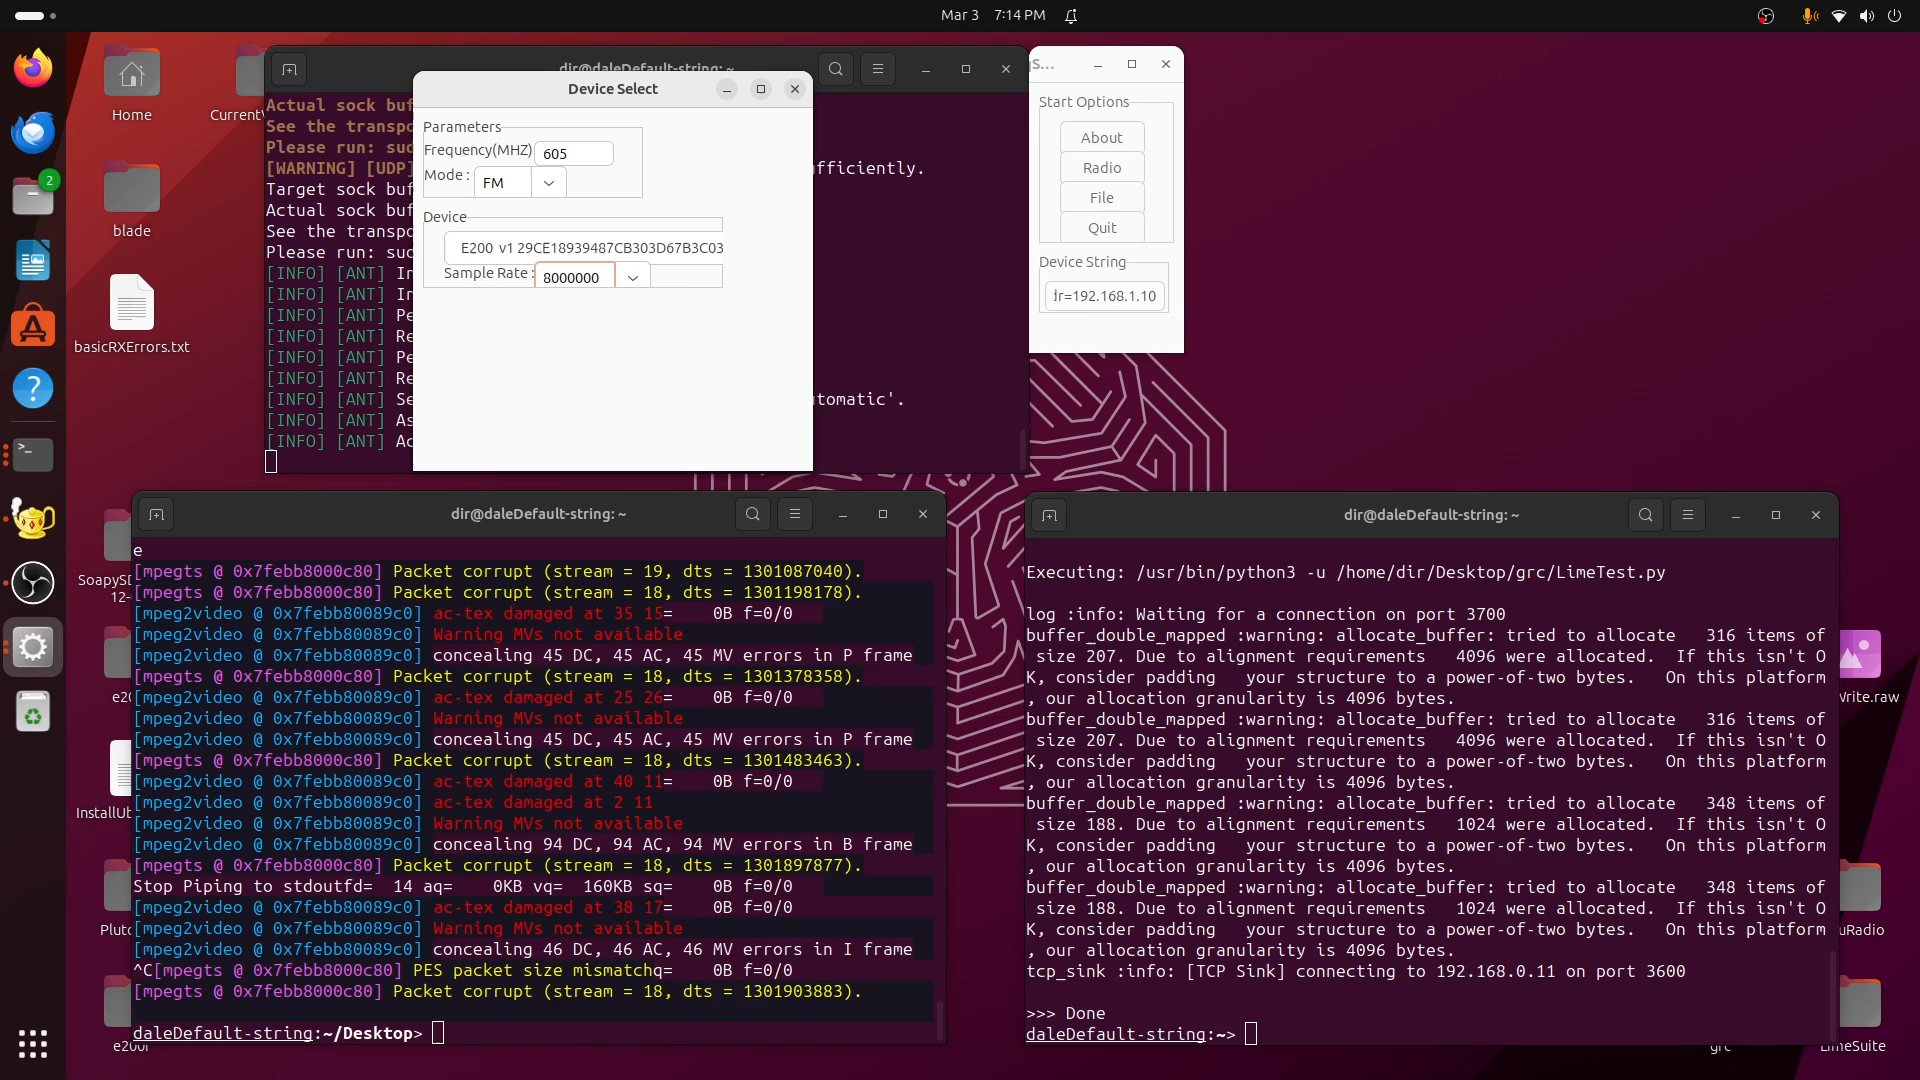 Mar 3 7:14 PM
Home
blade
basicRXErrors.txt
dir@daleDefault-string: ~
Actual sock buf
See the transpo
Please run: sud
[WARNING] [UDP] fficiently.
Target sock buf
Actual sock buf
See the transpo
Please run: sud
[INFO] [ANT] In
[INFO] [ANT] In
[INFO] [ANT] Pe
[INFO] [ANT] Re
[INFO] [ANT] Pe
[INFO] [ANT] Re
[INFO] [ANT] Se tomatic'.
[INFO] [ANT] As
[INFO] [ANT] Ac
Device Select
Parameters
Frequency(MHZ) 605
Mode : FM
Device
E200 v1 29CE18939487CB303D67B3C03
Sample Rate : 8000000
S...
Start Options
About
Radio
File
Quit
Device String
dr=192.168.1.10
2
dir@daleDefault-string: ~
e
[mpegts @ 0x7febb8000c80] Packet corrupt (stream = 19, dts = 1301087040).
[mpegts @ 0x7febb8000c80] Packet corrupt (stream = 18, dts = 1301198178).
[mpeg2video @ 0x7febb80089c0] ac-tex damaged at 35 15= 0B f=0/0
[mpeg2video @ 0x7febb80089c0] Warning MVs not available
[mpeg2video @ 0x7febb80089c0] concealing 45 DC, 45 AC, 45 MV errors in P frame
[mpegts @ 0x7febb8000c80] Packet corrupt (stream = 18, dts = 1301378358).
[mpeg2video @ 0x7febb80089c0] ac-tex damaged at 25 26= 0B f=0/0
[mpeg2video @ 0x7febb80089c0] Warning MVs not available
[mpeg2video @ 0x7febb80089c0] concealing 45 DC, 45 AC, 45 MV errors in P frame
[mpegts @ 0x7febb8000c80] Packet corrupt (stream = 18, dts = 1301483463).
[mpeg2video @ 0x7febb80089c0] ac-tex damaged at 40 11= 0B f=0/0
[mpeg2video @ 0x7febb80089c0] ac-tex damaged at 2 11
[mpeg2video @ 0x7febb80089c0] Warning MVs not available
[mpeg2video @ 0x7febb80089c0] concealing 94 DC, 94 AC, 94 MV errors in B frame
[mpegts @ 0x7febb8000c80] Packet corrupt (stream = 18, dts = 1301897877).
Stop Piping to stdoutfd= 14 aq= 0KB vq= 160KB sq= 0B f=0/0
[mpeg2video @ 0x7febb80089c0] ac-tex damaged at 38 17= 0B f=0/0
[mpeg2video @ 0x7febb80089c0] Warning MVs not available
[mpeg2video @ 0x7febb80089c0] concealing 46 DC, 46 AC, 46 MV errors in I frame
^C[mpegts @ 0x7febb8000c80] PES packet size mismatchq= 0B f=0/0
[mpegts @ 0x7febb8000c80] Packet corrupt (stream = 18, dts = 1301903883).
daleDefault-string:~/Desktop>
dir@daleDefault-string: ~
Executing: /usr/bin/python3 -u /home/dir/Desktop/grc/LimeTest.py
log :info: Waiting for a connection on port 3700
buffer_double_mapped :warning: allocate_buffer: tried to allocate 316 items of
size 207. Due to alignment requirements 4096 were allocated. If this isn't O
K, consider padding your structure to a power-of-two bytes. On this platform
, our allocation granularity is 4096 bytes.
buffer_double_mapped :warning: allocate_buffer: tried to allocate 316 items of
size 207. Due to alignment requirements 4096 were allocated. If this isn't O
K, consider padding your structure to a power-of-two bytes. On this platform
, our allocation granularity is 4096 bytes.
buffer_double_mapped :warning: allocate_buffer: tried to allocate 348 items of
size 188. Due to alignment requirements 1024 were allocated. If this isn't O
K, consider padding your structure to a power-of-two bytes. On this platform
, our allocation granularity is 4096 bytes.
buffer_double_mapped :warning: allocate_buffer: tried to allocate 348 items of
size 188. Due to alignment requirements 1024 were allocated. If this isn't O
K, consider padding your structure to a power-of-two bytes. On this platform
, our allocation granularity is 4096 bytes.
tcp_sink :info: [TCP Sink] connecting to 192.168.0.11 on port 3600
>>> Done
daleDefault-string:~>
SoapySD
12-
e20
InstallUb
Pluto
Write.raw
uRadio
grc
LimeSuite